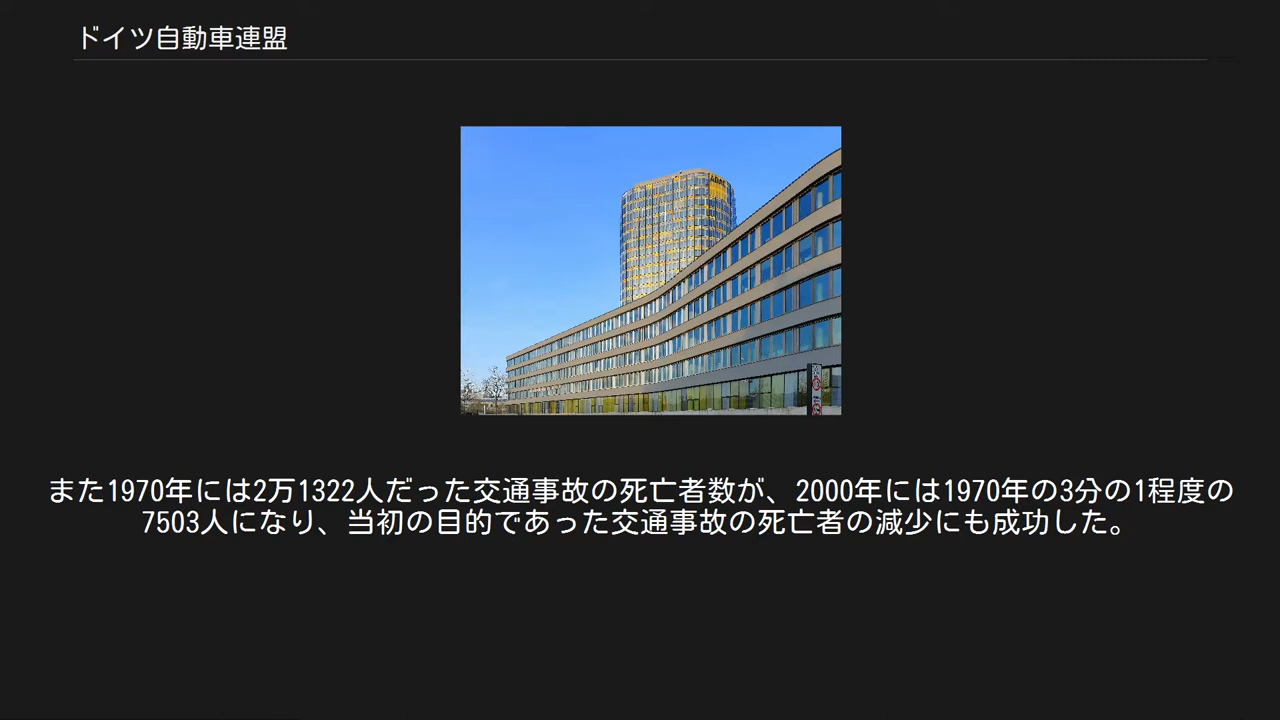 ドイツ自動車連盟
ADAC
また1970年には2万1322人だった交通事故の死亡者数が、2000年には1970年の3分の1程度の
7503人になり、当初の目的であった交通事故の死亡者の減少にも成功した。